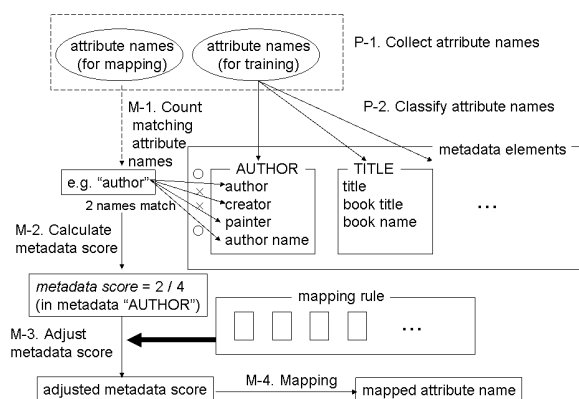 attribute names
(for mapping)
attribute names
(for training)
P-1. Collect atrribute names
M-1. Count
matching
attribute
names
P-2. Classify attribute names
metadata elements
e.g. “author”
2 names match
○
×
×
○
AUTHOR
author
creator
painter
author name
TITLE
title
book title
book name
...
M-2. Calculate
metadata score
metadata score = 2 / 4
(in metadata “AUTHOR”)
mapping rule
...
M-3. Adjust
metadata score
adjusted metadata score
M-4. Mapping
mapped attribute name